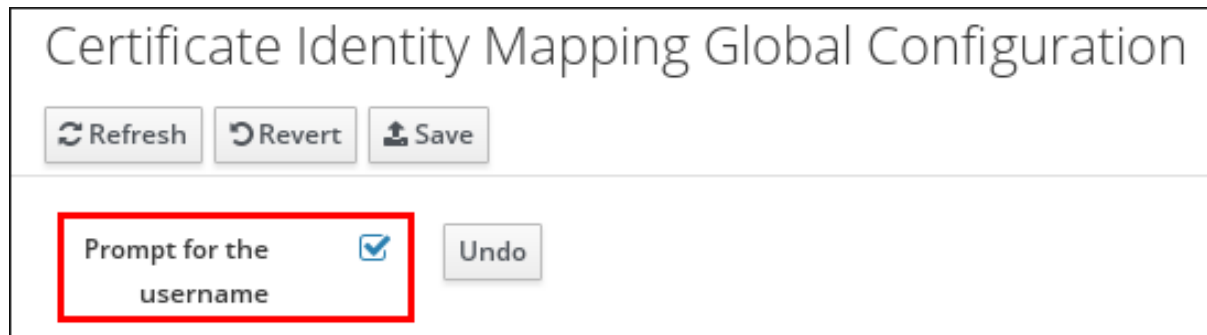 Certificate Identity Mapping Global Configuration
Refresh Revert Save
Prompt for the Undo
username